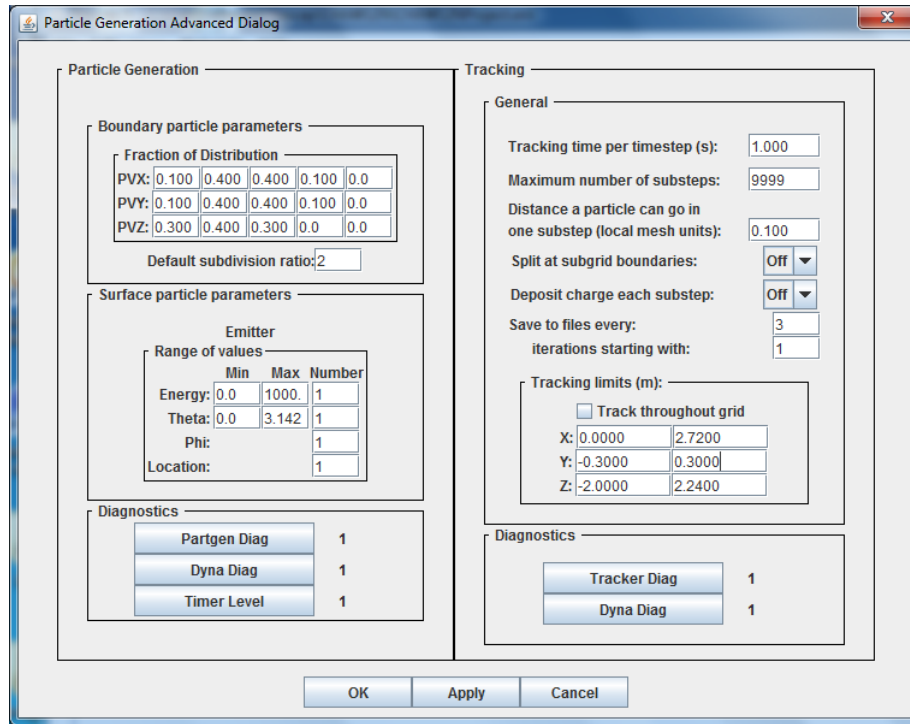 Particle Generation Advanced Dialog
Particle Generation
Boundary particle parameters
Fraction of Distribution
PVX: 0.100 0.400 0.400 0.100 0.0
PVY: 0.100 0.400 0.400 0.100 0.0
PVZ: 0.300 0.400 0.300 0.0 0.0
Default subdivision ratio: 2
Surface particle parameters
Emitter
Range of values
Min Max Number
Energy: 0.0 1000. 1
Theta: 0.0 3.142 1
Phi: 1
Location: 1
Diagnostics
Partgen Diag 1
Dyna Diag 1
Timer Level 1
Tracking
General
Tracking time per timestep (s): 1.000
Maximum number of substeps: 9999
Distance a particle can go in
one substep (local mesh units): 0.100
Split at subgrid boundaries: Off
Deposit charge each substep: Off
Save to files every: 3
iterations starting with: 1
Tracking limits (m):
Track throughout grid
X: 0.0000 2.7200
Y: -0.3000 0.3000
Z: -2.0000 2.2400
Diagnostics
Tracker Diag 1
Dyna Diag 1
OK Apply Cancel